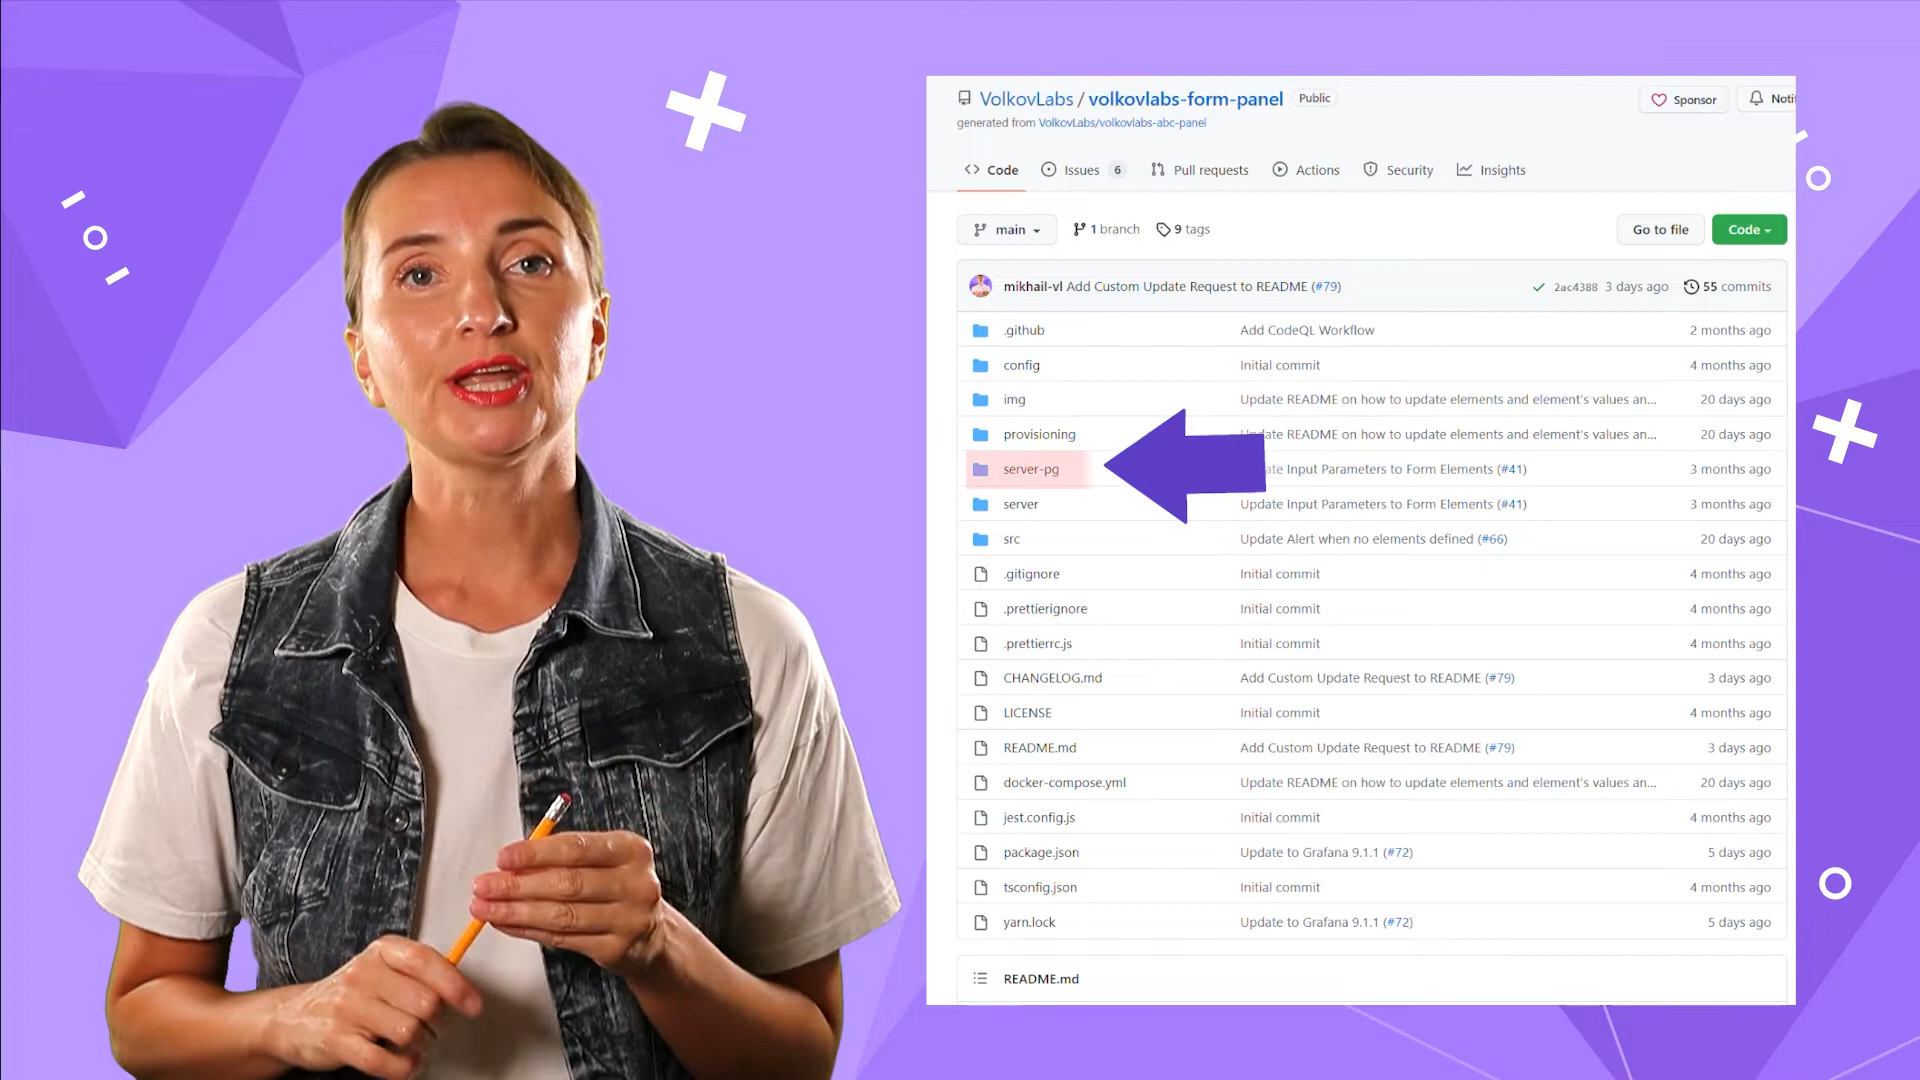 VolkovLabs / volkovlabs-form-panel Public
Sponsor
generated from VolkovLabs/volkovlabs-abc-panel
Code Issues 6 Pull requests Actions Security Insights
main 1 branch 9 tags Go to file Code
mikhail-vl Add Custom Update Request to README (#79) 2ac4388 3 days ago 55 commits
.github Add CodeQL Workflow 2 months ago
config Initial commit 4 months ago
img Update README on how to update elements and element's values an... 20 days ago
provisioning README on how to update elements and element's values an... 20 days ago
server-pg Input Parameters to Form Elements (#41) 3 months ago
server Update Input Parameters to Form Elements (#41) 3 months ago
src Update Alert when no elements defined (#66) 20 days ago
.gitignore Initial commit 4 months ago
.prettierignore Initial commit 4 months ago
.prettierrc.js Initial commit 4 months ago
CHANGELOG.md Add Custom Update Request to README (#79) 3 days ago
LICENSE Initial commit 4 months ago
README.md Add Custom Update Request to README (#79) 3 days ago
docker-compose.yml Update README on how to update elements and element's values an... 20 days ago
jest.config.js Initial commit 4 months ago
package.json Update to Grafana 9.1.1 (#72) 5 days ago
tsconfig.json Initial commit 4 months ago
yarn.lock Update to Grafana 9.1.1 (#72) 5 days ago
README.md